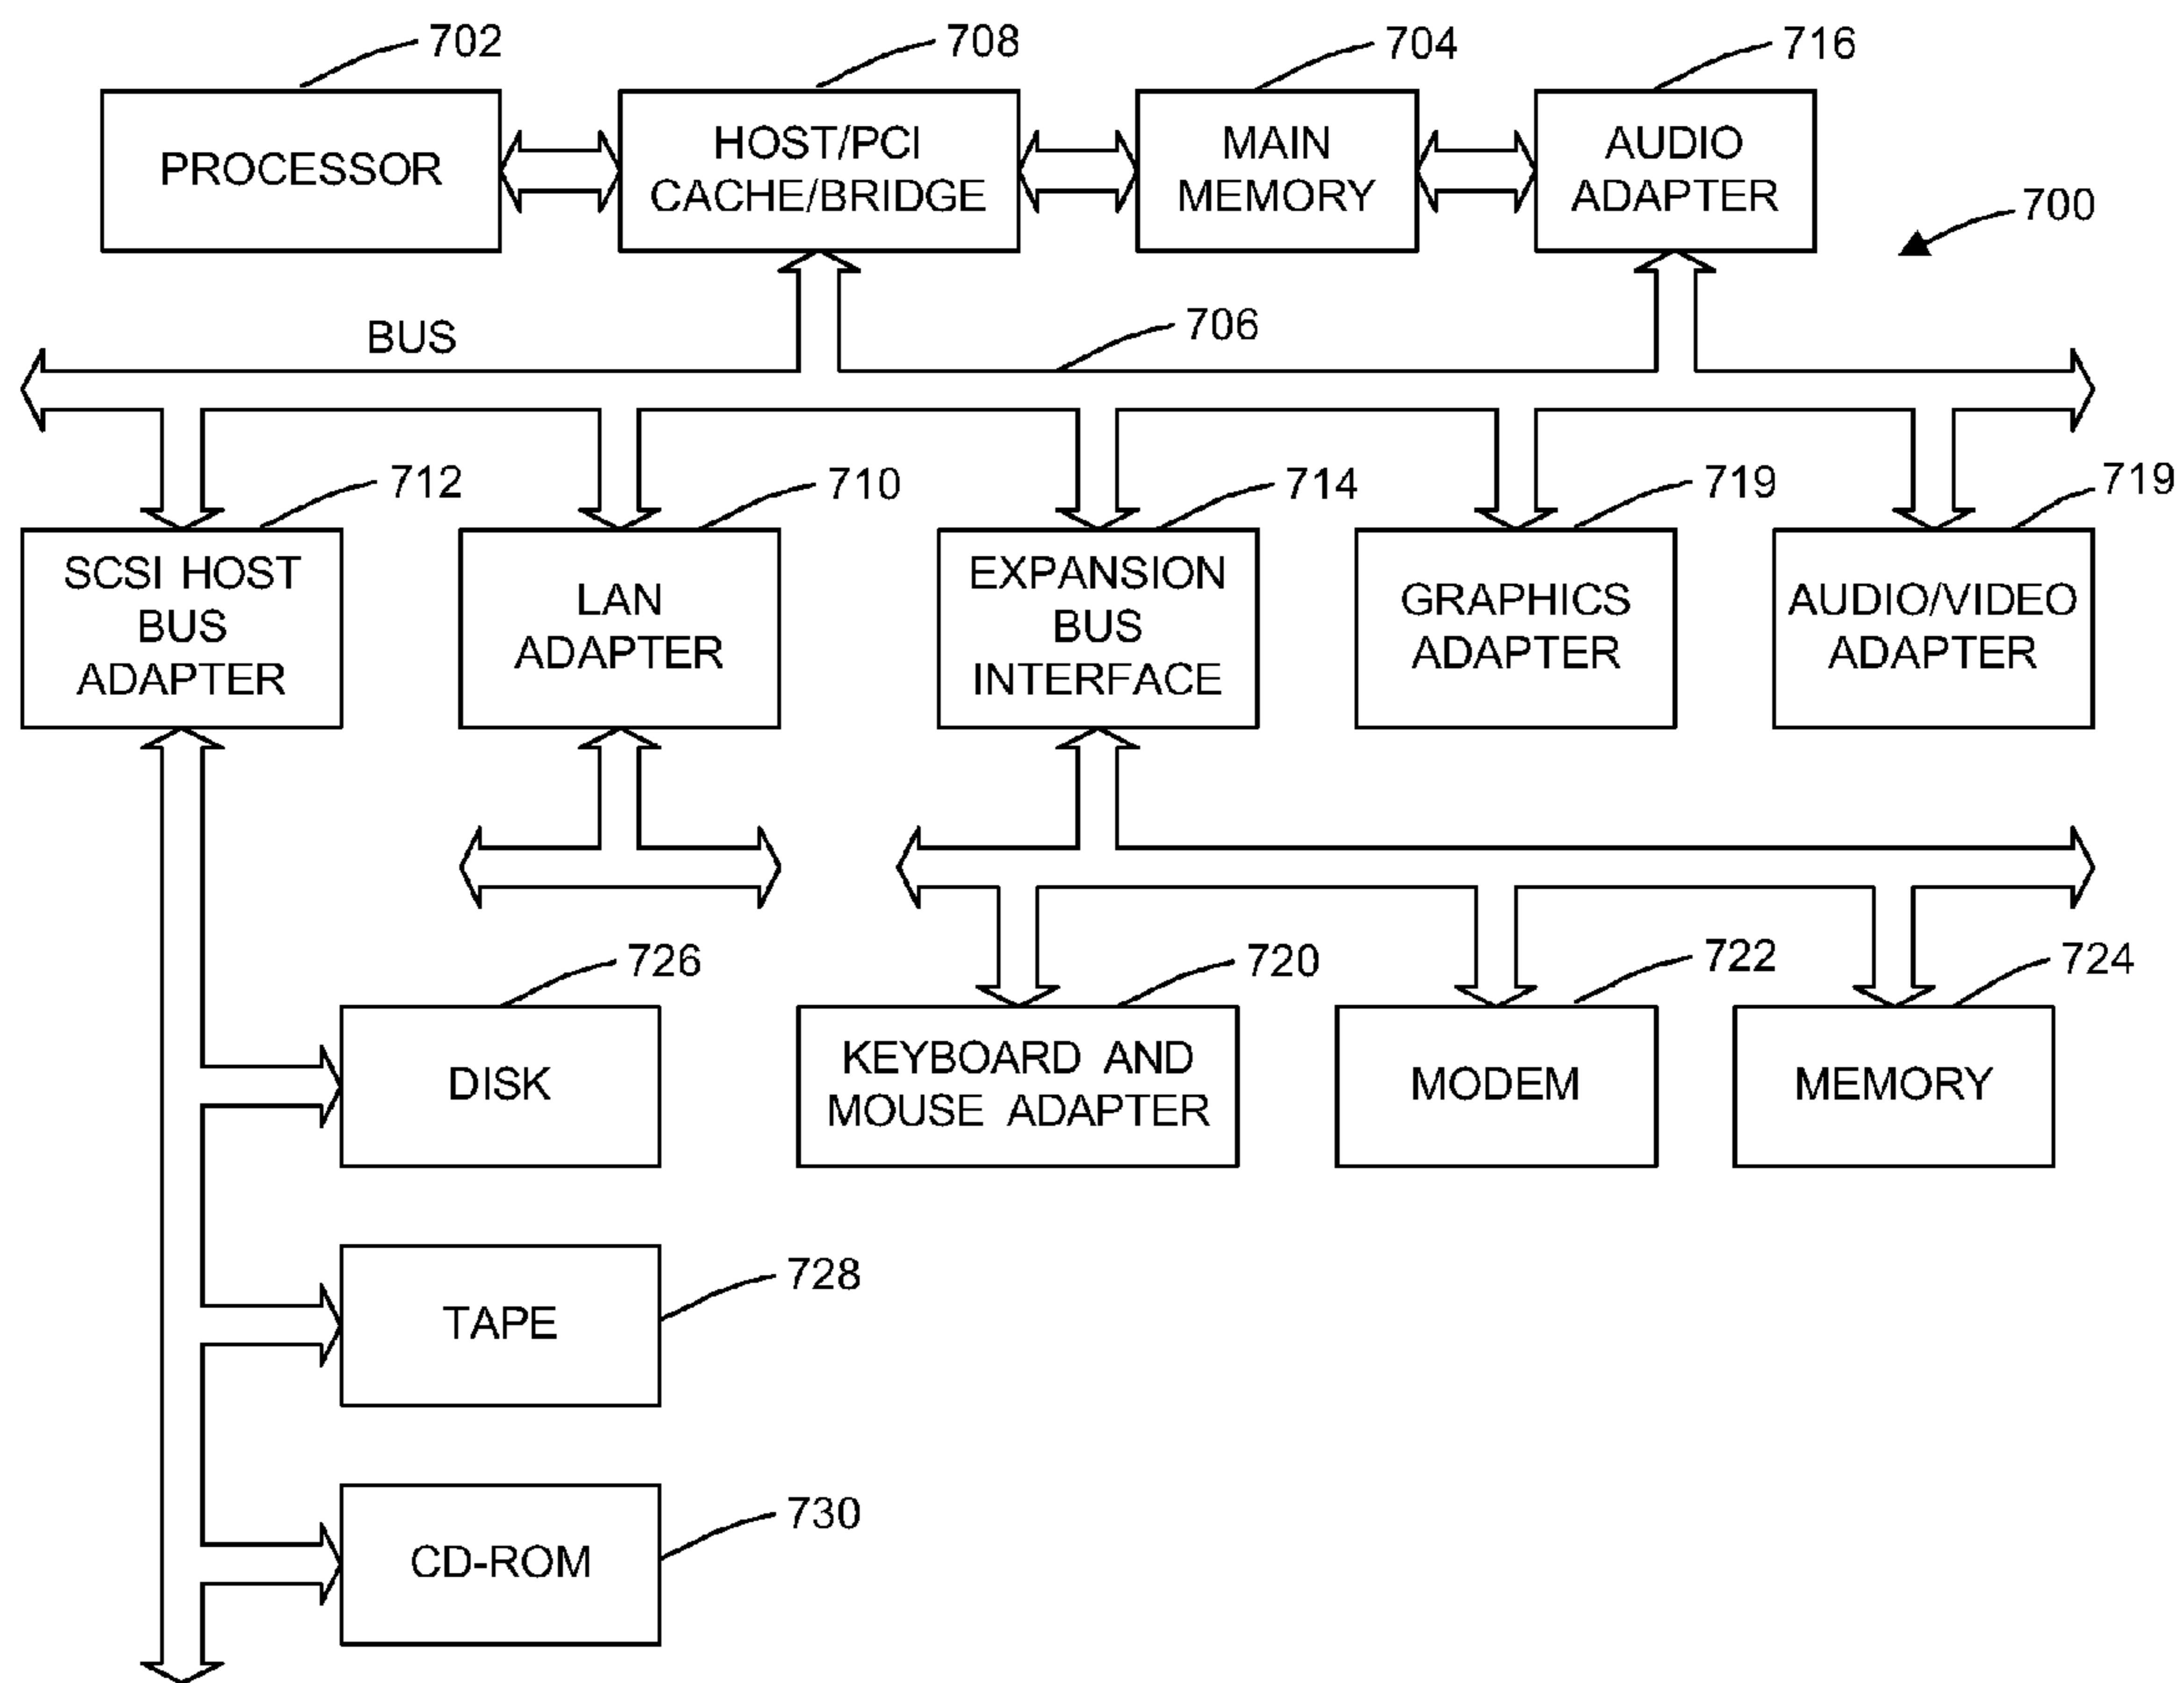 702
708
704
716
PROCESSOR
HOST/PCI
CACHE/BRIDGE
MAIN
MEMORY
AUDIO
ADAPTER
700
BUS
706
712
710
714
719
719
SCSI HOST
BUS
ADAPTER
LAN
ADAPTER
EXPANSION
BUS
INTERFACE
GRAPHICS
ADAPTER
AUDIO/VIDEO
ADAPTER
726
720
722
724
DISK
KEYBOARD AND
MOUSE ADAPTER
MODEM
MEMORY
728
TAPE
730
CD-ROM